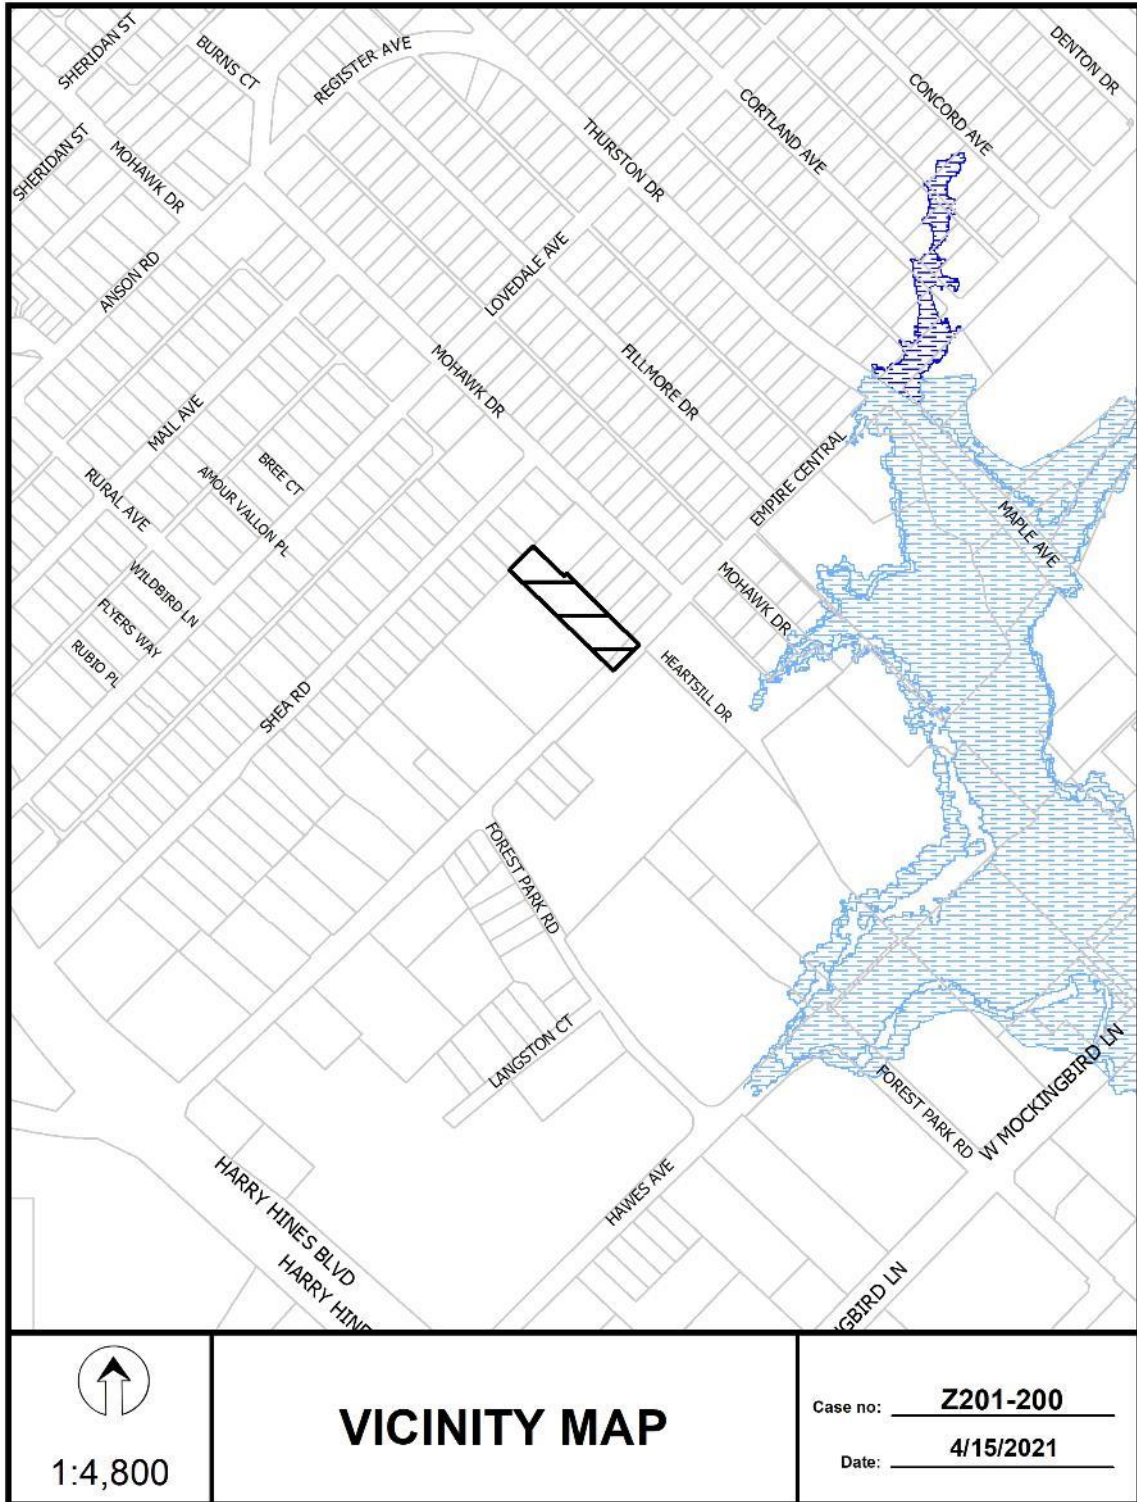 SHERIDAN ST
BURNS CT
REGISTER AVE
DENTON DR
CONCORD AVE
CORTLAND AVE
THURSTON DR
SHERIDAN ST
MOHAWK DR
ANSON RD
LOVEDALE AVE
MOHAWK DR
FILLMORE DR
MAIL AVE
EMPIRE CENTRAL
BREE CT
AMOUR VALLON PL
RURAL AVE
MAPLE AVE
WILDBIRD LN
MOHAWK DR
FLYERS WAY
RUBIO PL
SHEA RD
HEARTSILL DR
FOREST PARK RD
LANGSTON CT
FOREST PARK RD
W MOCKINGBIRD LN
HARRY HINES BLVD
HAWES AVE
HARRY HINE
GBIRD LN
1:4,800
VICINITY MAP
Case no: Z201-200
Date: 4/15/2021